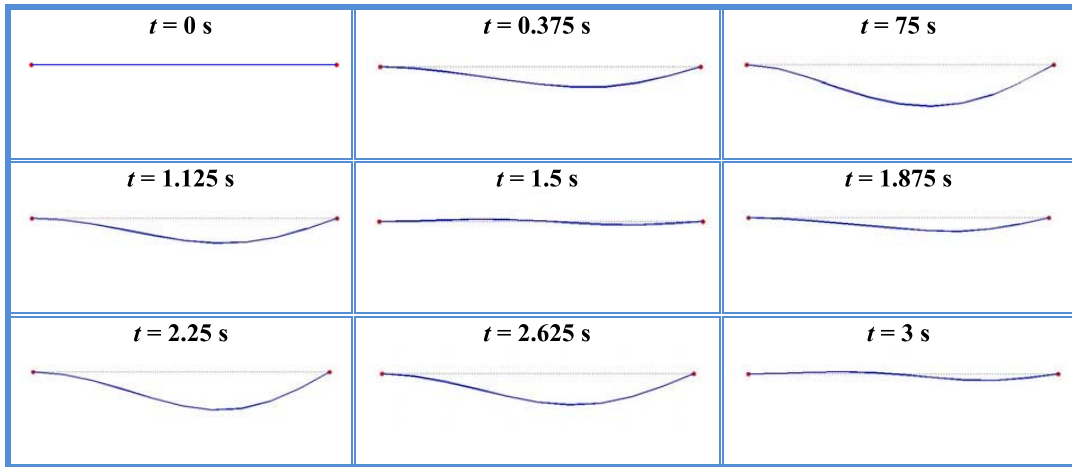 t = 0 s
t = 0.375 s
t = 75 s
t = 1.125 s
t = 1.5 s
t = 1.875 s
t = 2.25 s
t = 2.625 s
t = 3 s